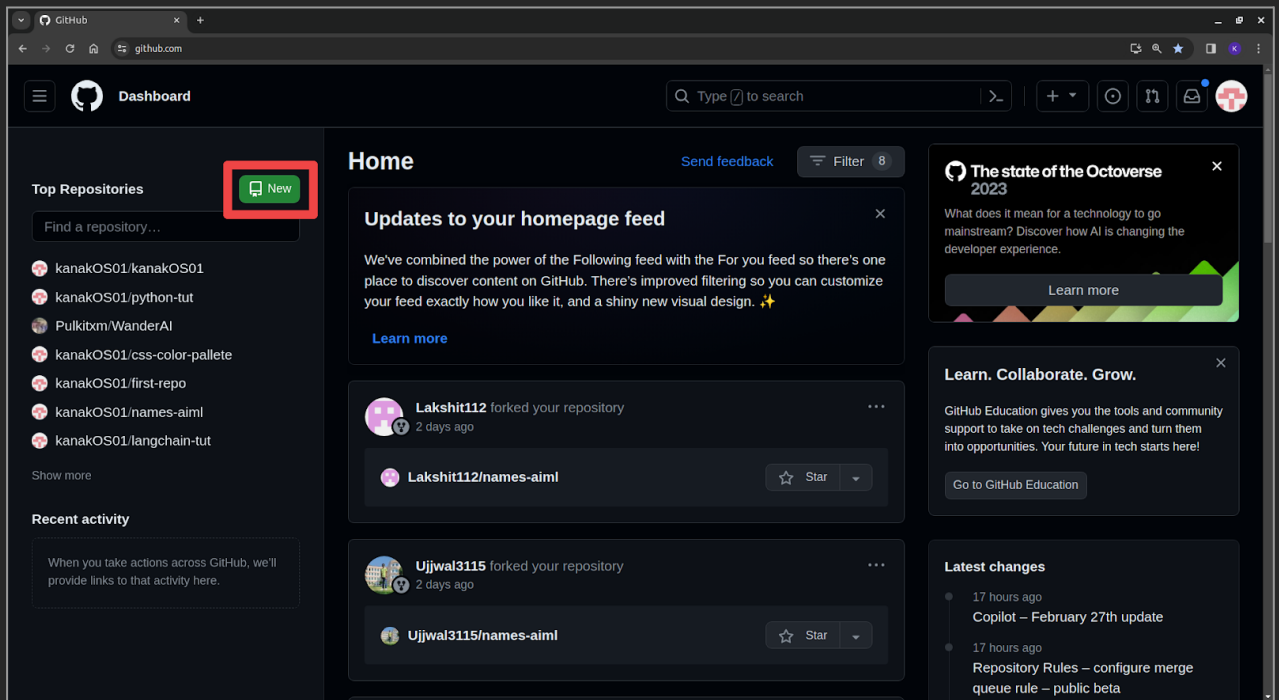 GitHub
github.com
K
Dashboard
Type / to search
Top Repositories
New
Find a repository…
kanakOS01/kanakOS01
kanakOS01/python-tut
Pulkitxm/WanderAI
kanakOS01/css-color-pallete
kanakOS01/first-repo
kanakOS01/names-aiml
kanakOS01/langchain-tut
Show more
Recent activity
When you take actions across GitHub, we'll
provide links to that activity here.
Home
Send feedback
Filter 8
Updates to your homepage feed
We've combined the power of the Following feed with the For you feed so there's one
place to discover content on GitHub. There's improved filtering so you can customize
your feed exactly how you like it, and a shiny new visual design. ✨
Learn more
Lakshit112 forked your repository
2 days ago
Lakshit112/names-aiml
Star
Ujjwal3115 forked your repository
2 days ago
Ujjwal3115/names-aiml
Star
The state of the Octoverse
2023
What does it mean for a technology to go
mainstream? Discover how AI is changing the
developer experience.
Learn more
Learn. Collaborate. Grow.
GitHub Education gives you the tools and community
support to take on tech challenges and turn them
into opportunities. Your future in tech starts here!
Go to GitHub Education
Latest changes
17 hours ago
Copilot – February 27th update
17 hours ago
Repository Rules – configure merge
queue rule – public beta